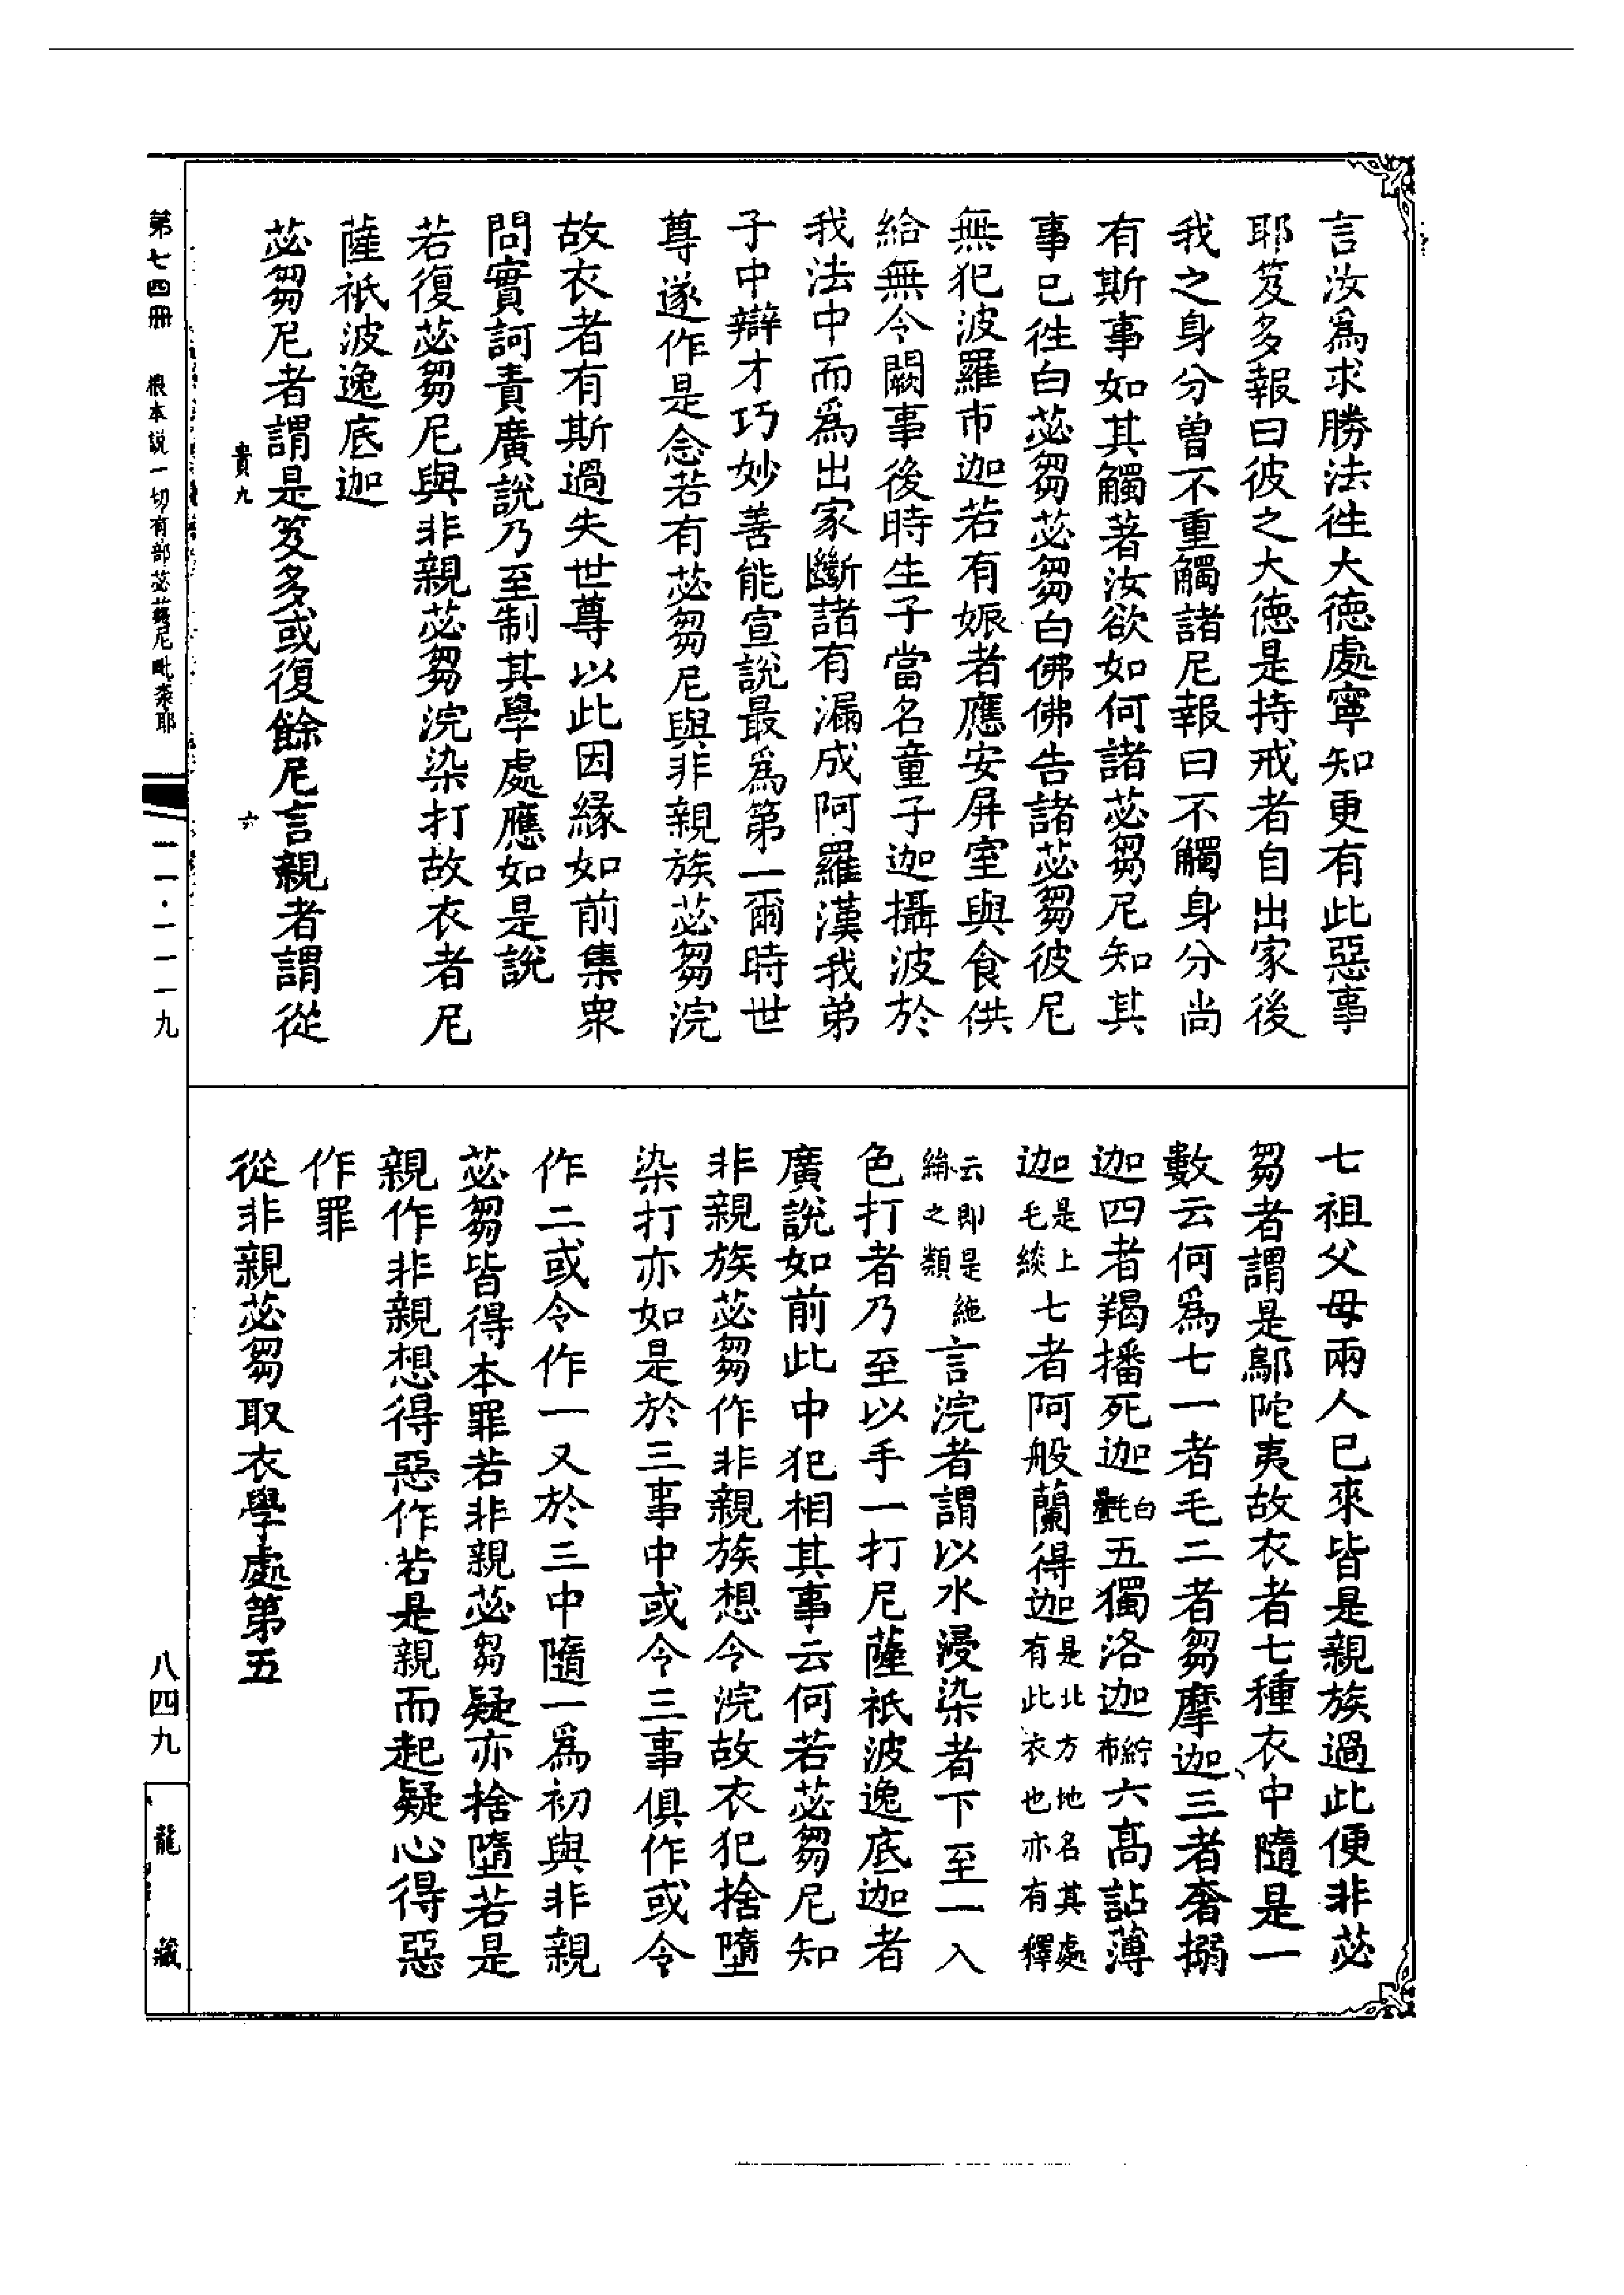 言汝爲求勝法往大德處寧知更有此惡事
耶笈多報曰彼之大德是持戒者自出家後
我之身分曾不重觸諸尼報曰不觸身分尚
有斯事如其觸著汝欲如何諸苾芻尼知其
事已往白苾芻苾芻白佛佛告諸苾芻彼尼
無犯波羅市迦若有娠者應安屏室與食供
給無令闕事後時生子當名童子迦攝波於
我法中而爲出家斷諸有漏成阿羅漢我弟
子中辯才巧妙善能宣說最爲第一爾時世
尊遂作是念若有苾芻尼與非親族苾芻浣
故衣者有斯過失世尊以此因緣如前集衆
問實訶責廣說乃至制其學處應如是說
若復苾芻尼與非親苾芻浣染打故衣者尼
薩祇波逸底迦
苾芻尼者謂是笈多或復餘尼言親者謂從
七祖父母兩人已來皆是親族過此便非苾
芻者謂是鄔陀夷故衣者七種衣中隨是一
數云何爲七一者毛二者芻摩迦三者奢搦
迦四者羯播死迦白㲲五獨洛迦紵布六高詀薄
迦是上毛緂七者阿般蘭得迦是北方地名其處有此衣也亦有釋
云即是絁絹之類言浣者謂以水浸染者下至一入
色打者乃至以手一打尼薩祇波逸底迦者
廣說如前此中犯相其事云何若苾芻尼知
非親族苾芻作非親族想令浣故衣犯捨墮
染打亦如是於三事中或令三事俱作或令
作二或令作一又於三中隨一爲初與非親
苾芻皆得本罪若非親苾芻疑亦捨墮若是
親作非親想得惡作若是親而起疑心得惡
作罪
從非親苾芻取衣學處第五
貴九
六
第七四冊
根本說一切有部苾蒭尼毗奈耶
八四九
龍藏